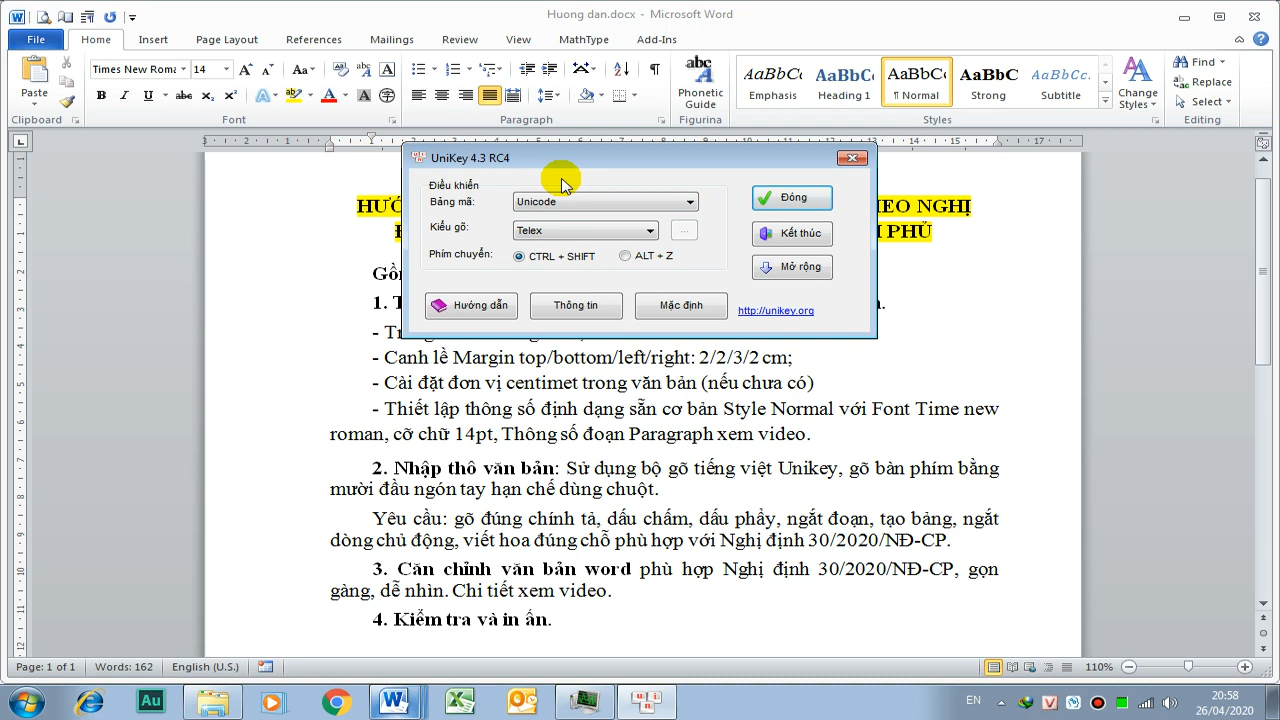 Huong dan.docx - Microsoft Word
File Home Insert Page Layout References Mailings Review View MathType Add-Ins
Paste
Clipboard
Times New Roma 14
Font
Paragraph
abc
Phonetic Guide
Figurina
AaBbCc Emphasis
AaBbC Heading 1
AaBbCc ¶ Normal
AaBbCc Strong
AaBbCc. Subtitle
Change Styles
Styles
Find
Replace
Select
Editing
3 2 1 1 15 17
HƯỚ EO NGHỊ
PHỦ
UniKey 4.3 RC4
Điều khiển
Bảng mã: Unicode
Kiểu gõ: Telex ...
Phím chuyển: CTRL + SHIFT ALT + Z
Đóng
Kết thúc
Mở rộng
Hướng dẫn Thông tin Mặc định http://unikey.org
Gồ
1. T
- Tr
- Canh lề Margin top/bottom/left/right: 2/2/3/2 cm;
- Cài đặt đơn vị centimet trong văn bản (nếu chưa có)
- Thiết lập thông số định dạng sẵn cơ bản Style Normal với Font Time new
roman, cỡ chữ 14pt, Thông số đoạn Paragraph xem video.
2. Nhập thô văn bản: Sử dụng bộ gõ tiếng việt Unikey, gõ bàn phím bằng
mười đầu ngón tay hạn chế dùng chuột.
Yêu cầu: gõ đúng chính tả, dấu chấm, dấu phẩy, ngắt đoạn, tạo bảng, ngắt
dòng chủ động, viết hoa đúng chỗ phù hợp với Nghị định 30/2020/NĐ-CP.
3. Căn chỉnh văn bản word phù hợp Nghị định 30/2020/NĐ-CP, gọn
gàng, dễ nhìn. Chi tiết xem video.
4. Kiểm tra và in ấn.
Page: 1 of 1 Words: 162 English (U.S.) 110%
Au
EN
20:58
26/04/2020